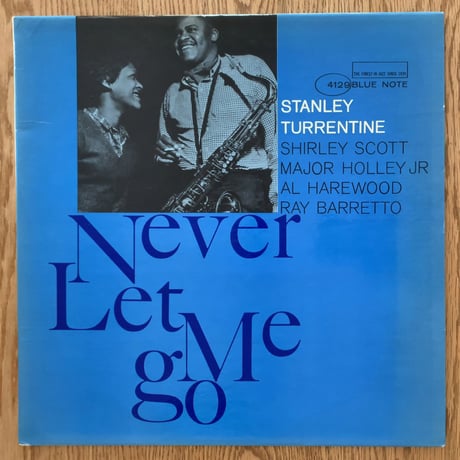 THE FINEST IN JAZZ SINCE 1939
4129 BLUE NOTE
STANLEY
TURRENTINE
SHIRLEY SCOTT
MAJOR HOLLEY JR
AL HAREWOOD
RAY BARRETTO
Never
Let Me
go